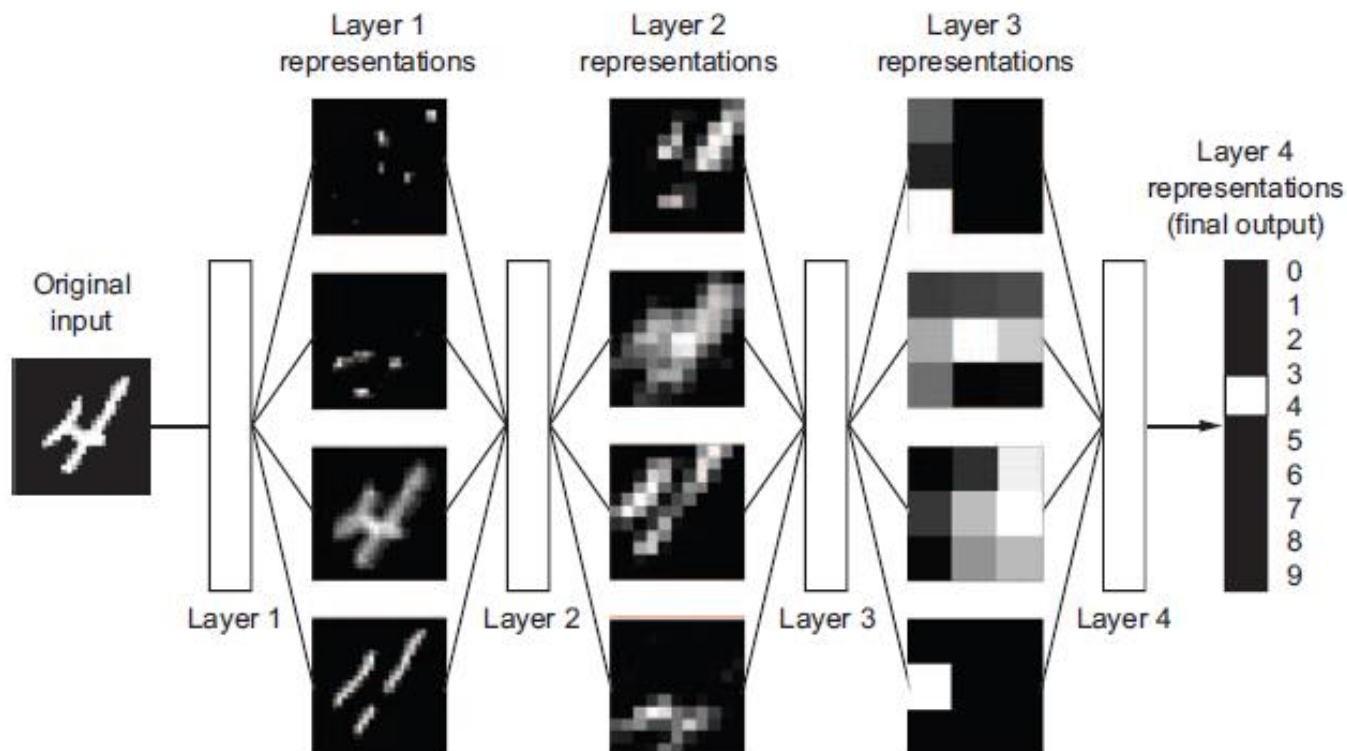 Layer 1
representations
Layer 2
representations
Layer 3
representations
Layer 4
representations
(final output)
Original
input
0
1
2
3
4
5
6
7
8
9
Layer 1
Layer 2
Layer 3
Layer 4